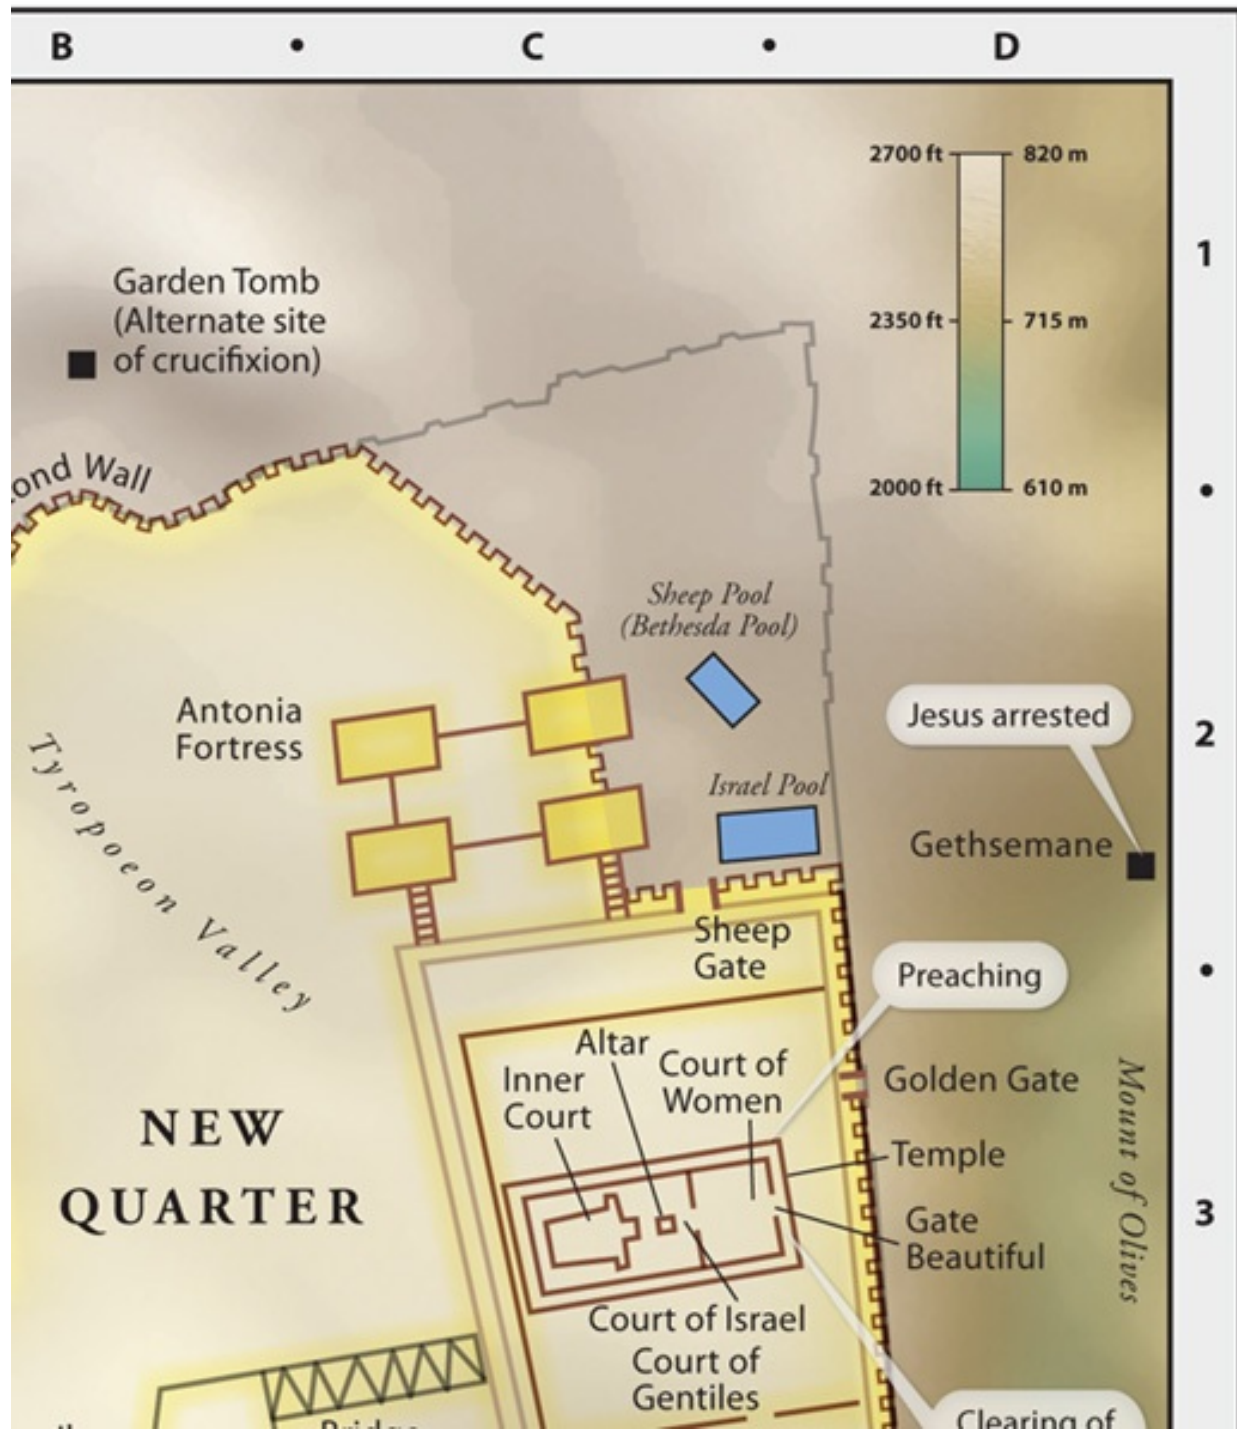 B • C • D
2700 ft 820 m
1
Garden Tomb
(Alternate site
of crucifixion)
2350 ft 715 m
ond Wall
2000 ft 610 m
•
Sheep Pool
(Bethesda Pool)
Antonia
Fortress
Jesus arrested
2
Tyropoeon Valley
Israel Pool
Gethsemane
Sheep
Gate
Preaching
•
Altar
Inner
Court
Court of
Women
Golden Gate
Mount of Olives
NEW
QUARTER
Temple
3
Gate
Beautiful
Court of Israel
Court of
Gentiles
Clearing of
Bridge